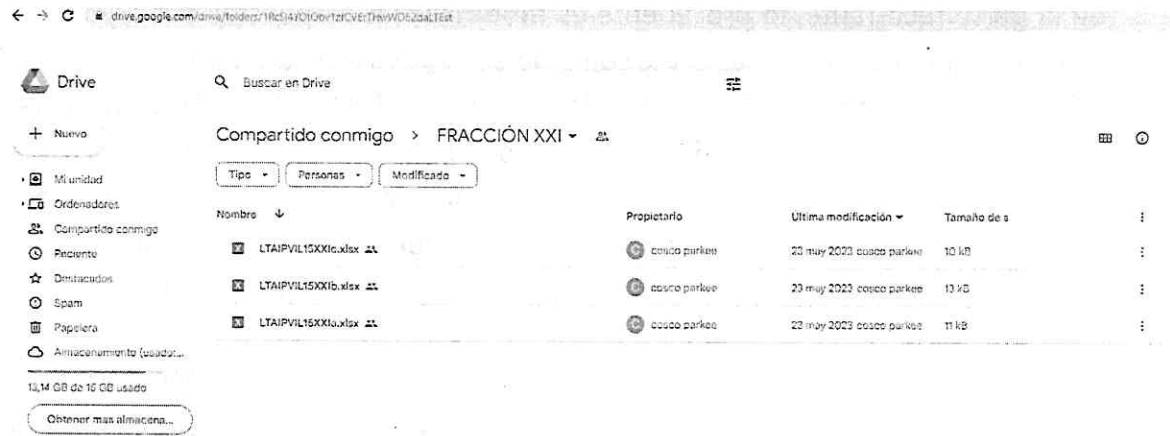 drive.google.com/drive/folders/
Drive
Buscar en Drive
Nuevo
Compartido conmigo > FRACCIÓN XXI
Tipo
Personas
Modificado
Mi unidad
Ordenadores
Compartido conmigo
Reciente
Destacados
Spam
Papelera
Almacenamiento (usado:...
13,14 GB de 15 GB usado
Obtener más almacena...
Nombre Propietario Última modificación Tamaño de a
LTAIPVIL15XXIc.xlsx cosco parkee 23 may 2023 cosco parkee 10 kB
LTAIPVIL15XXIb.xlsx cosco parkee 23 may 2023 cosco parkee 13 kB
LTAIPVIL15XXIa.xlsx cosco parkee 23 may 2023 cosco parkee 11 kB